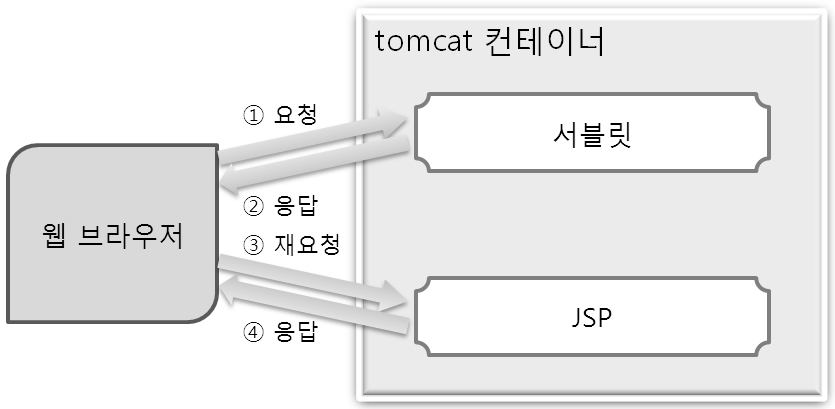 tomcat 컨테이너
① 요청
서블릿
② 응답
웹 브라우저
③ 재요청
④ 응답
JSP